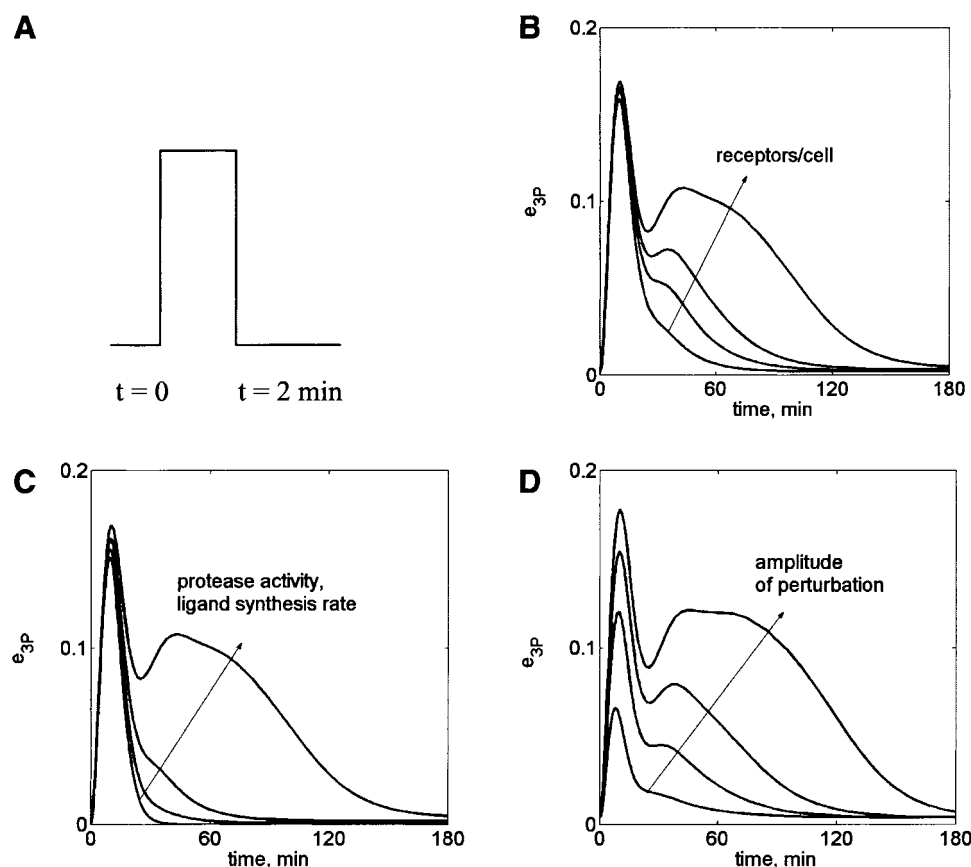 A
t = 0
t = 2 min
B
0.2
receptors/cell
0.1
e3P
0
0
60
120
180
time, min
C
0.2
protease activity,
ligand synthesis rate
0.1
e3P
0
0
60
120
180
time, min
D
0.2
amplitude
of perturbation
0.1
e3P
0
0
60
120
180
time, min